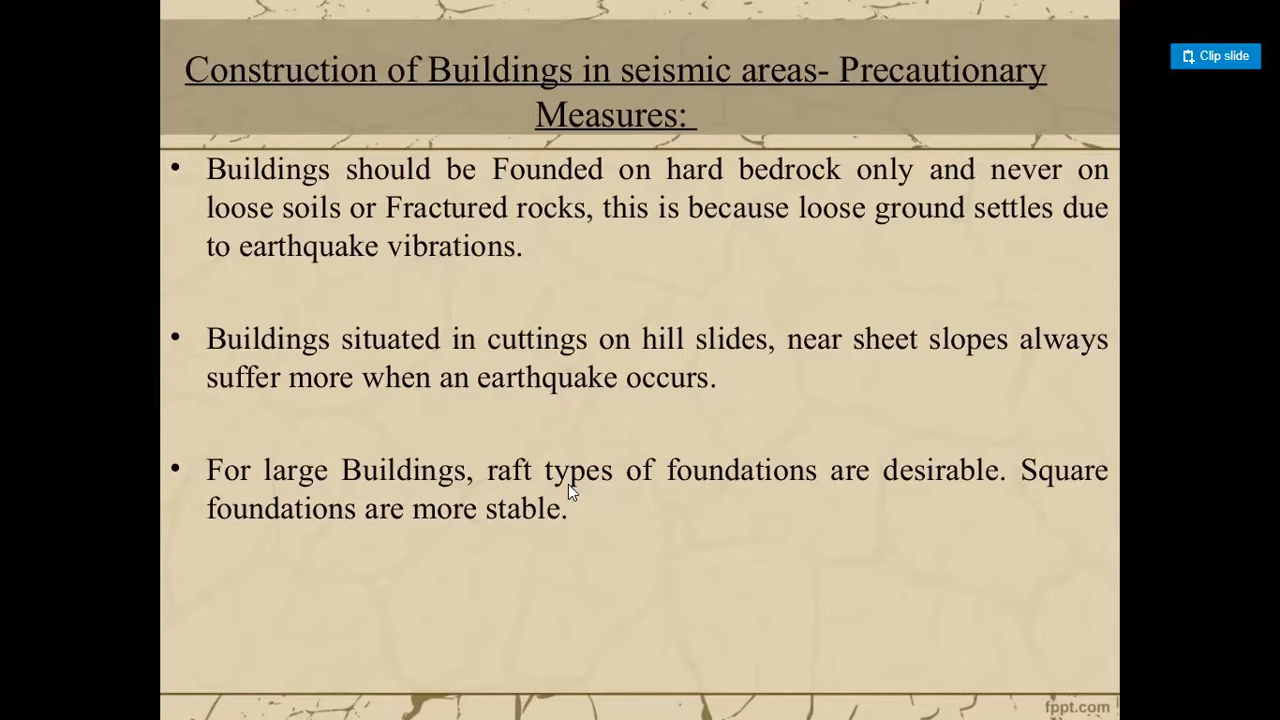 Construction of Buildings in seismic areas- Precautionary
Measures:
Clip slide
• Buildings should be Founded on hard bedrock only and never on
loose soils or Fractured rocks, this is because loose ground settles due
to earthquake vibrations.
• Buildings situated in cuttings on hill slides, near sheet slopes always
suffer more when an earthquake occurs.
• For large Buildings, raft types of foundations are desirable. Square
foundations are more stable.
fppt.com